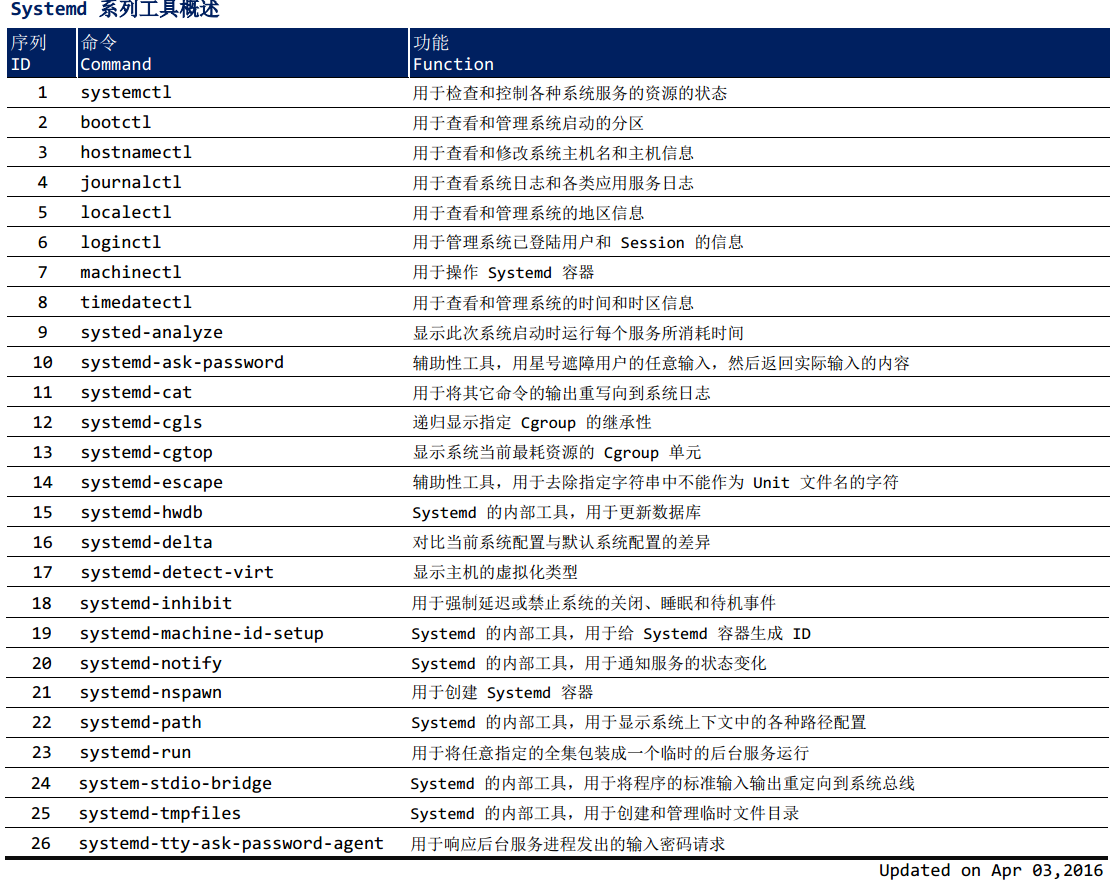 Systemd 系列工具概述
序列 命令 功能
ID Command Function
1 systemctl 用于检查和控制各种系统服务的资源的状态
2 bootctl 用于查看和管理系统启动的分区
3 hostnamectl 用于查看和修改系统主机名和主机信息
4 journalctl 用于查看系统日志和各类应用服务日志
5 localectl 用于查看和管理系统的地区信息
6 loginctl 用于管理系统已登陆用户和 Session 的信息
7 machinectl 用于操作 Systemd 容器
8 timedatectl 用于查看和管理系统的时间和时区信息
9 systed-analyze 显示此次系统启动时运行每个服务所消耗时间
10 systemd-ask-password 辅助性工具，用星号遮障用户的任意输入，然后返回实际输入的内容
11 systemd-cat 用于将其它命令的输出重写向到系统日志
12 systemd-cgls 递归显示指定 Cgroup 的继承性
13 systemd-cgtop 显示系统当前最耗资源的 Cgroup 单元
14 systemd-escape 辅助性工具，用于去除指定字符串中不能作为 Unit 文件名的字符
15 systemd-hwdb Systemd 的内部工具，用于更新数据库
16 systemd-delta 对比当前系统配置与默认系统配置的差异
17 systemd-detect-virt 显示主机的虚拟化类型
18 systemd-inhibit 用于强制延迟或禁止系统的关闭、睡眠和待机事件
19 systemd-machine-id-setup Systemd 的内部工具，用于给 Systemd 容器生成 ID
20 systemd-notify Systemd 的内部工具，用于通知服务的状态变化
21 systemd-nspawn 用于创建 Systemd 容器
22 systemd-path Systemd 的内部工具，用于显示系统上下文中的各种路径配置
23 systemd-run 用于将任意指定的全集包装成一个临时的后台服务运行
24 system-stdio-bridge Systemd 的内部工具，用于将程序的标准输入输出重定向到系统总线
25 systemd-tmpfiles Systemd 的内部工具，用于创建和管理临时文件目录
26 systemd-tty-ask-password-agent 用于响应后台服务进程发出的输入密码请求
Updated on Apr 03,2016